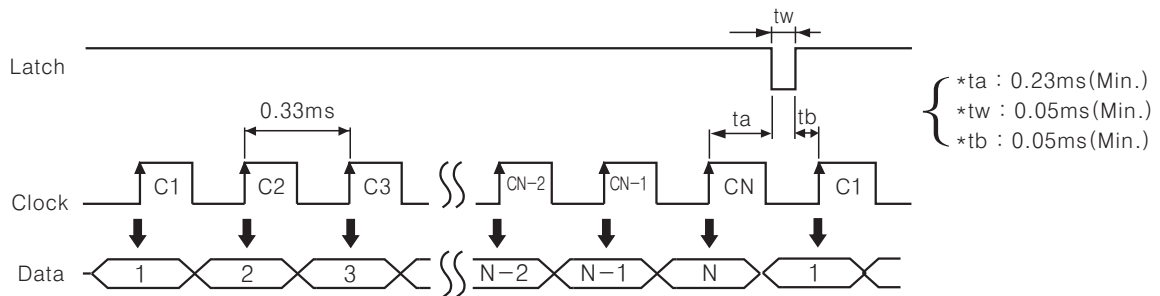 tw
Latch
*ta : 0.23ms(Min.)
*tw : 0.05ms(Min.)
*tb : 0.05ms(Min.)
0.33ms
ta
tb
Clock
C1 C2 C3 CN-2 CN-1 CN C1
Data
1 2 3 N-2 N-1 N 1